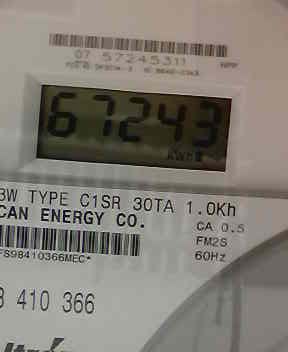 07 57245311
67243
KWH
3W TYPE C1SR 30TA 1.0Kh
CAN ENERGY CO.
CA 0.5
FM2S
FS98410366MEC*
60Hz
3 410 366